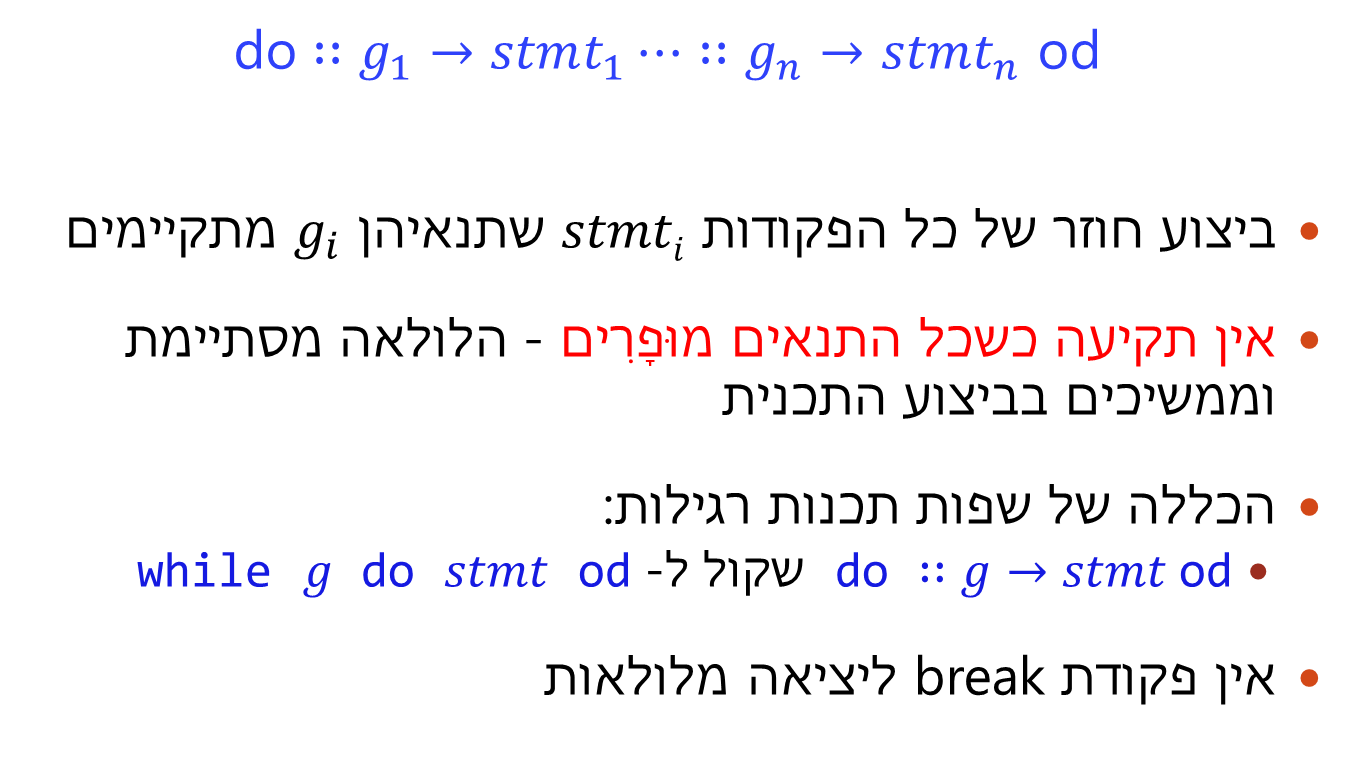 do ∷ g₁ → stmt₁ ⋯ ∷ gₙ → stmtₙ od
• ביצוע חוזר של כל הפקודות stmtᵢ שתנאיהן gᵢ מתקיימים
• אין תקיעה כשכל התנאים מוּפָרִים - הלולאה מסתיימת
וממשיכים בביצוע התכנית
• הכללה של שפות תכנות רגילות:
• do ∷ g → stmt od שקול ל- while g do stmt od
• אין פקודת break ליציאה מלולאות